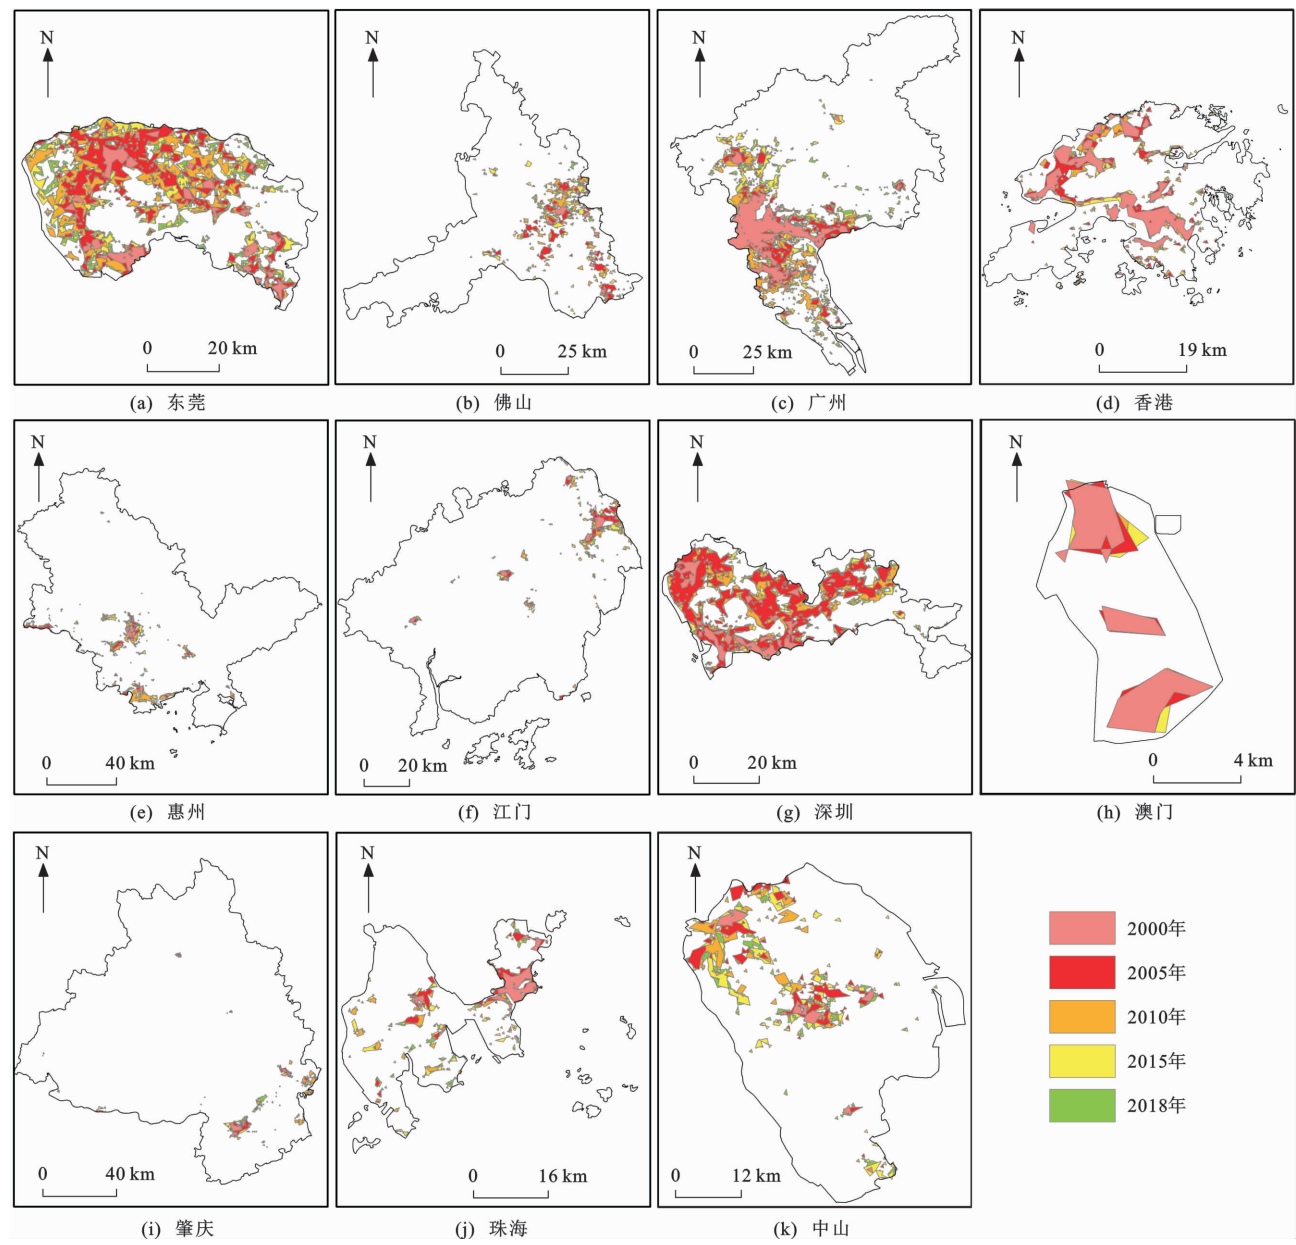 N
N
N
N
0 20 km
0 25 km
0 25 km
0 19 km
(a) 东莞
(b) 佛山
(c) 广州
(d) 香港
N
N
N
N
0 40 km
0 20 km
0 20 km
0 4 km
(e) 惠州
(f) 江门
(g) 深圳
(h) 澳门
N
N
N
2000年
2005年
2010年
2015年
2018年
0 40 km
0 16 km
0 12 km
(i) 肇庆
(j) 珠海
(k) 中山